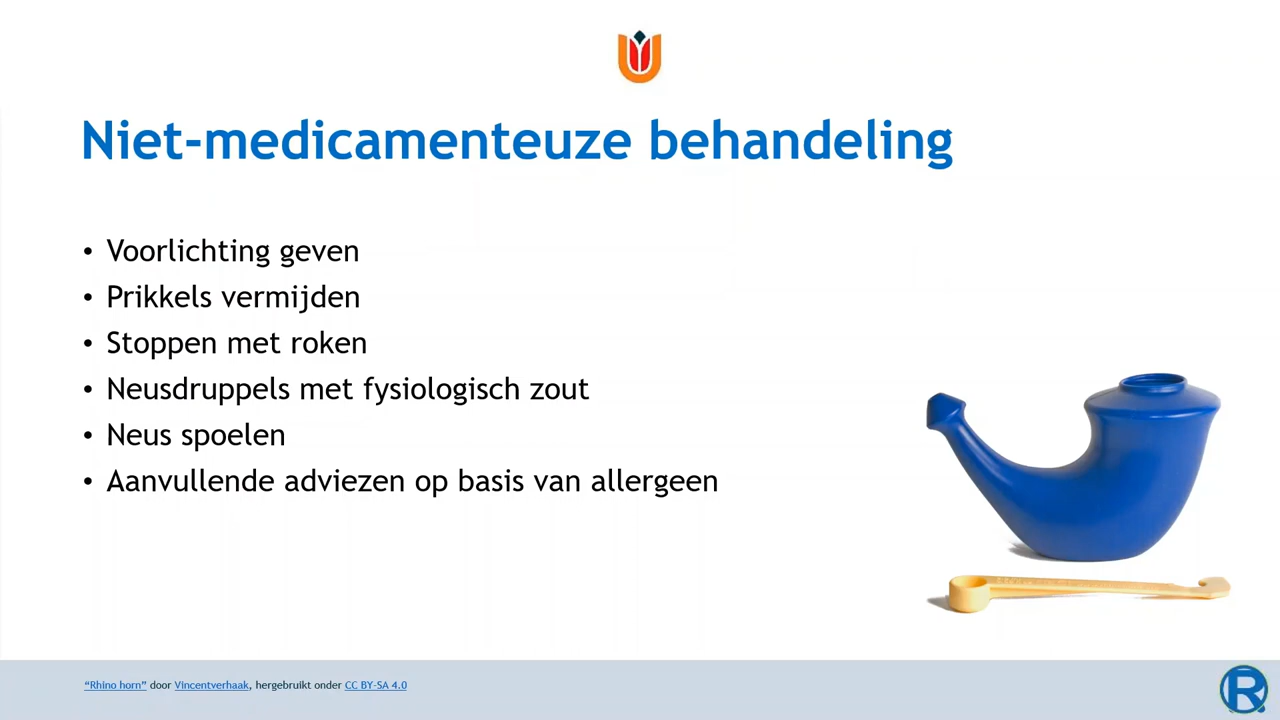 Niet-medicamenteuze behandeling
• Voorlichting geven
• Prikkels vermijden
• Stoppen met roken
• Neusdruppels met fysiologisch zout
• Neus spoelen
• Aanvullende adviezen op basis van allergeen
“Rhino horn” door Vincentverhaak, hergebruikt onder CC BY-SA 4.0
R